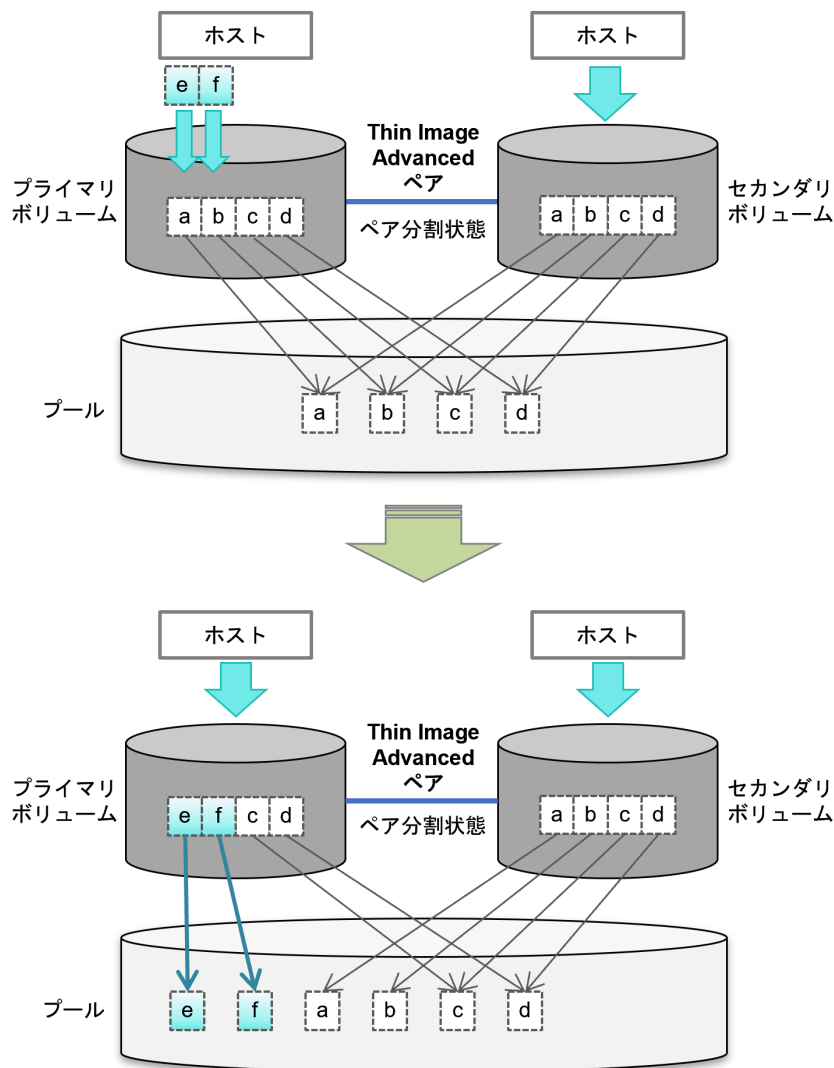 ホスト
ホスト
e f
Thin Image
Advanced
ペア
プライマリ
ボリューム
a b c d
ペア分割状態
a b c d
セカンダリ
ボリューム
プール
a b c d
ホスト
ホスト
Thin Image
Advanced
ペア
プライマリ
ボリューム
e f c d
ペア分割状態
a b c d
セカンダリ
ボリューム
プール
e f a b c d